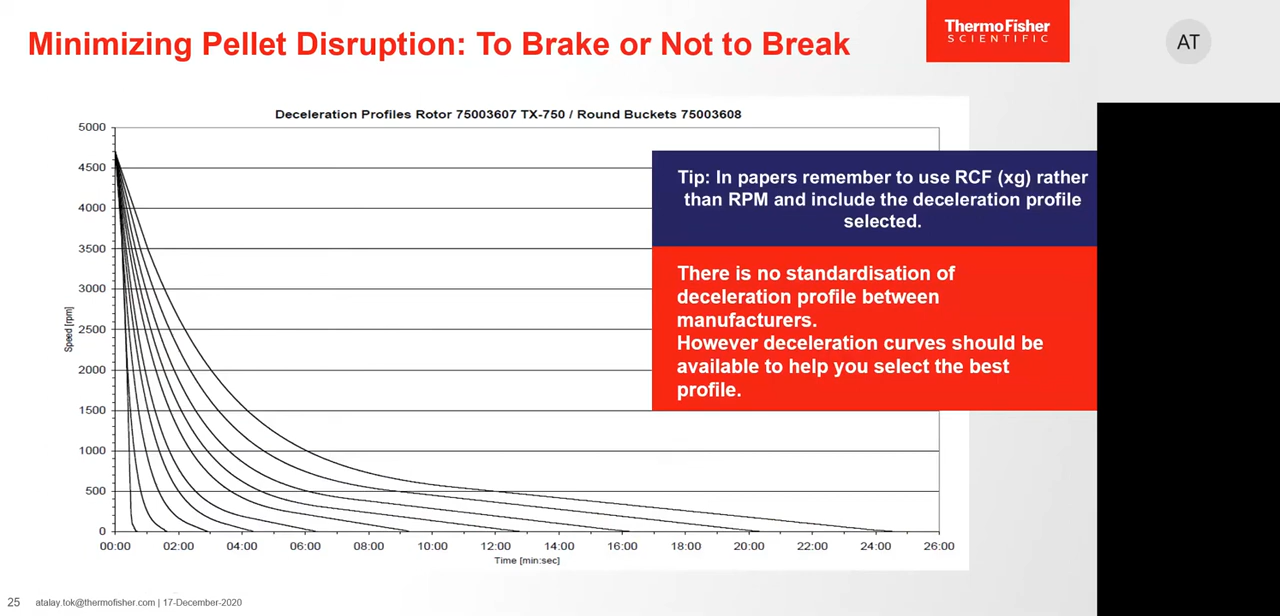 Minimizing Pellet Disruption: To Brake or Not to Break
ThermoFisher
SCIENTIFIC
AT
Deceleration Profiles Rotor 75003607 TX-750 / Round Buckets 75003608
5000
4500
4000
3500
3000
2500
2000
1500
1000
500
0
Speed [rpm]
Tip: In papers remember to use RCF (xg) rather
than RPM and include the deceleration profile
selected.
There is no standardisation of
deceleration profile between
manufacturers.
However deceleration curves should be
available to help you select the best
profile.
00:00 02:00 04:00 06:00 08:00 10:00 12:00 14:00 16:00 18:00 20:00 22:00 24:00 26:00
Time [min:sec]
25 atalay.tok@thermofisher.com | 17-December-2020